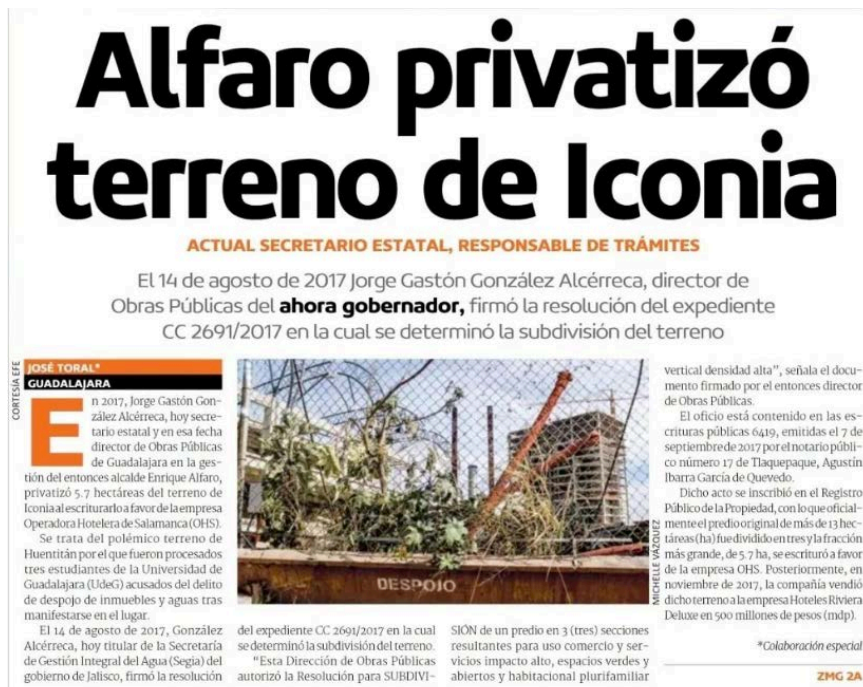 Alfaro privatizó
terreno de Iconia
ACTUAL SECRETARIO ESTATAL, RESPONSABLE DE TRÁMITES
El 14 de agosto de 2017 Jorge Gastón González Alcérreca, director de
Obras Públicas del ahora gobernador, firmó la resolución del expediente
CC 2691/2017 en la cual se determinó la subdivisión del terreno
CORTESÍA EFE
JOSÉ TORAL*
GUADALAJARA
En 2017, Jorge Gastón Gon-
zález Alcérreca, hoy secre-
tario estatal y en esa fecha
director de Obras Públicas
de Guadalajara en la ges-
tión del entonces alcalde Enrique Alfaro,
privatizó 5.7 hectáreas del terreno de
Iconia al escriturarlo a favor de la empresa
Operadora Hotelera de Salamanca (OHS).
Se trata del polémico terreno de
Huentitán por el que fueron procesados
tres estudiantes de la Universidad de
Guadalajara (UdeG) acusados del delito
de despojo de inmuebles y aguas tras
manifestarse en el lugar.
El 14 de agosto de 2017, González
Alcérreca, hoy titular de la Secretaría
de Gestión Integral del Agua (Segia) del
gobierno de Jalisco, firmó la resolución
DESPOJO
MICHELLE VÁZQUEZ
del expediente CC 2691/2017 en la cual
se determinó la subdivisión del terreno.
"Esta Dirección de Obras Públicas
autorizó la Resolución para SUBDIVI-
SIÓN de un predio en 3 (tres) secciones
resultantes para uso comercio y ser-
vicios impacto alto, espacios verdes y
abiertos y habitacional plurifamiliar
vertical densidad alta", señala el docu-
mento firmado por el entonces director
de Obras Públicas.
El oficio está contenido en las es-
crituras públicas 6419, emitidas el 7 de
septiembre de 2017 por el notario públi-
co número 17 de Tlaquepaque, Agustín
Ibarra García de Quevedo.
Dicho acto se inscribió en el Registro
Público de la Propiedad, con lo que oficial-
mente el predio original de más de 13 hec-
táreas (ha) fue dividido en tres y la fracción
más grande, de 5.7 ha, se escrituró a favor
de la empresa OHS. Posteriormente, en
noviembre de 2017, la compañía vendió
dicho terreno a la empresa Hoteles Riviera
Deluxe en 500 millones de pesos (mdp).
*Colaboración especial
ZMG 2A